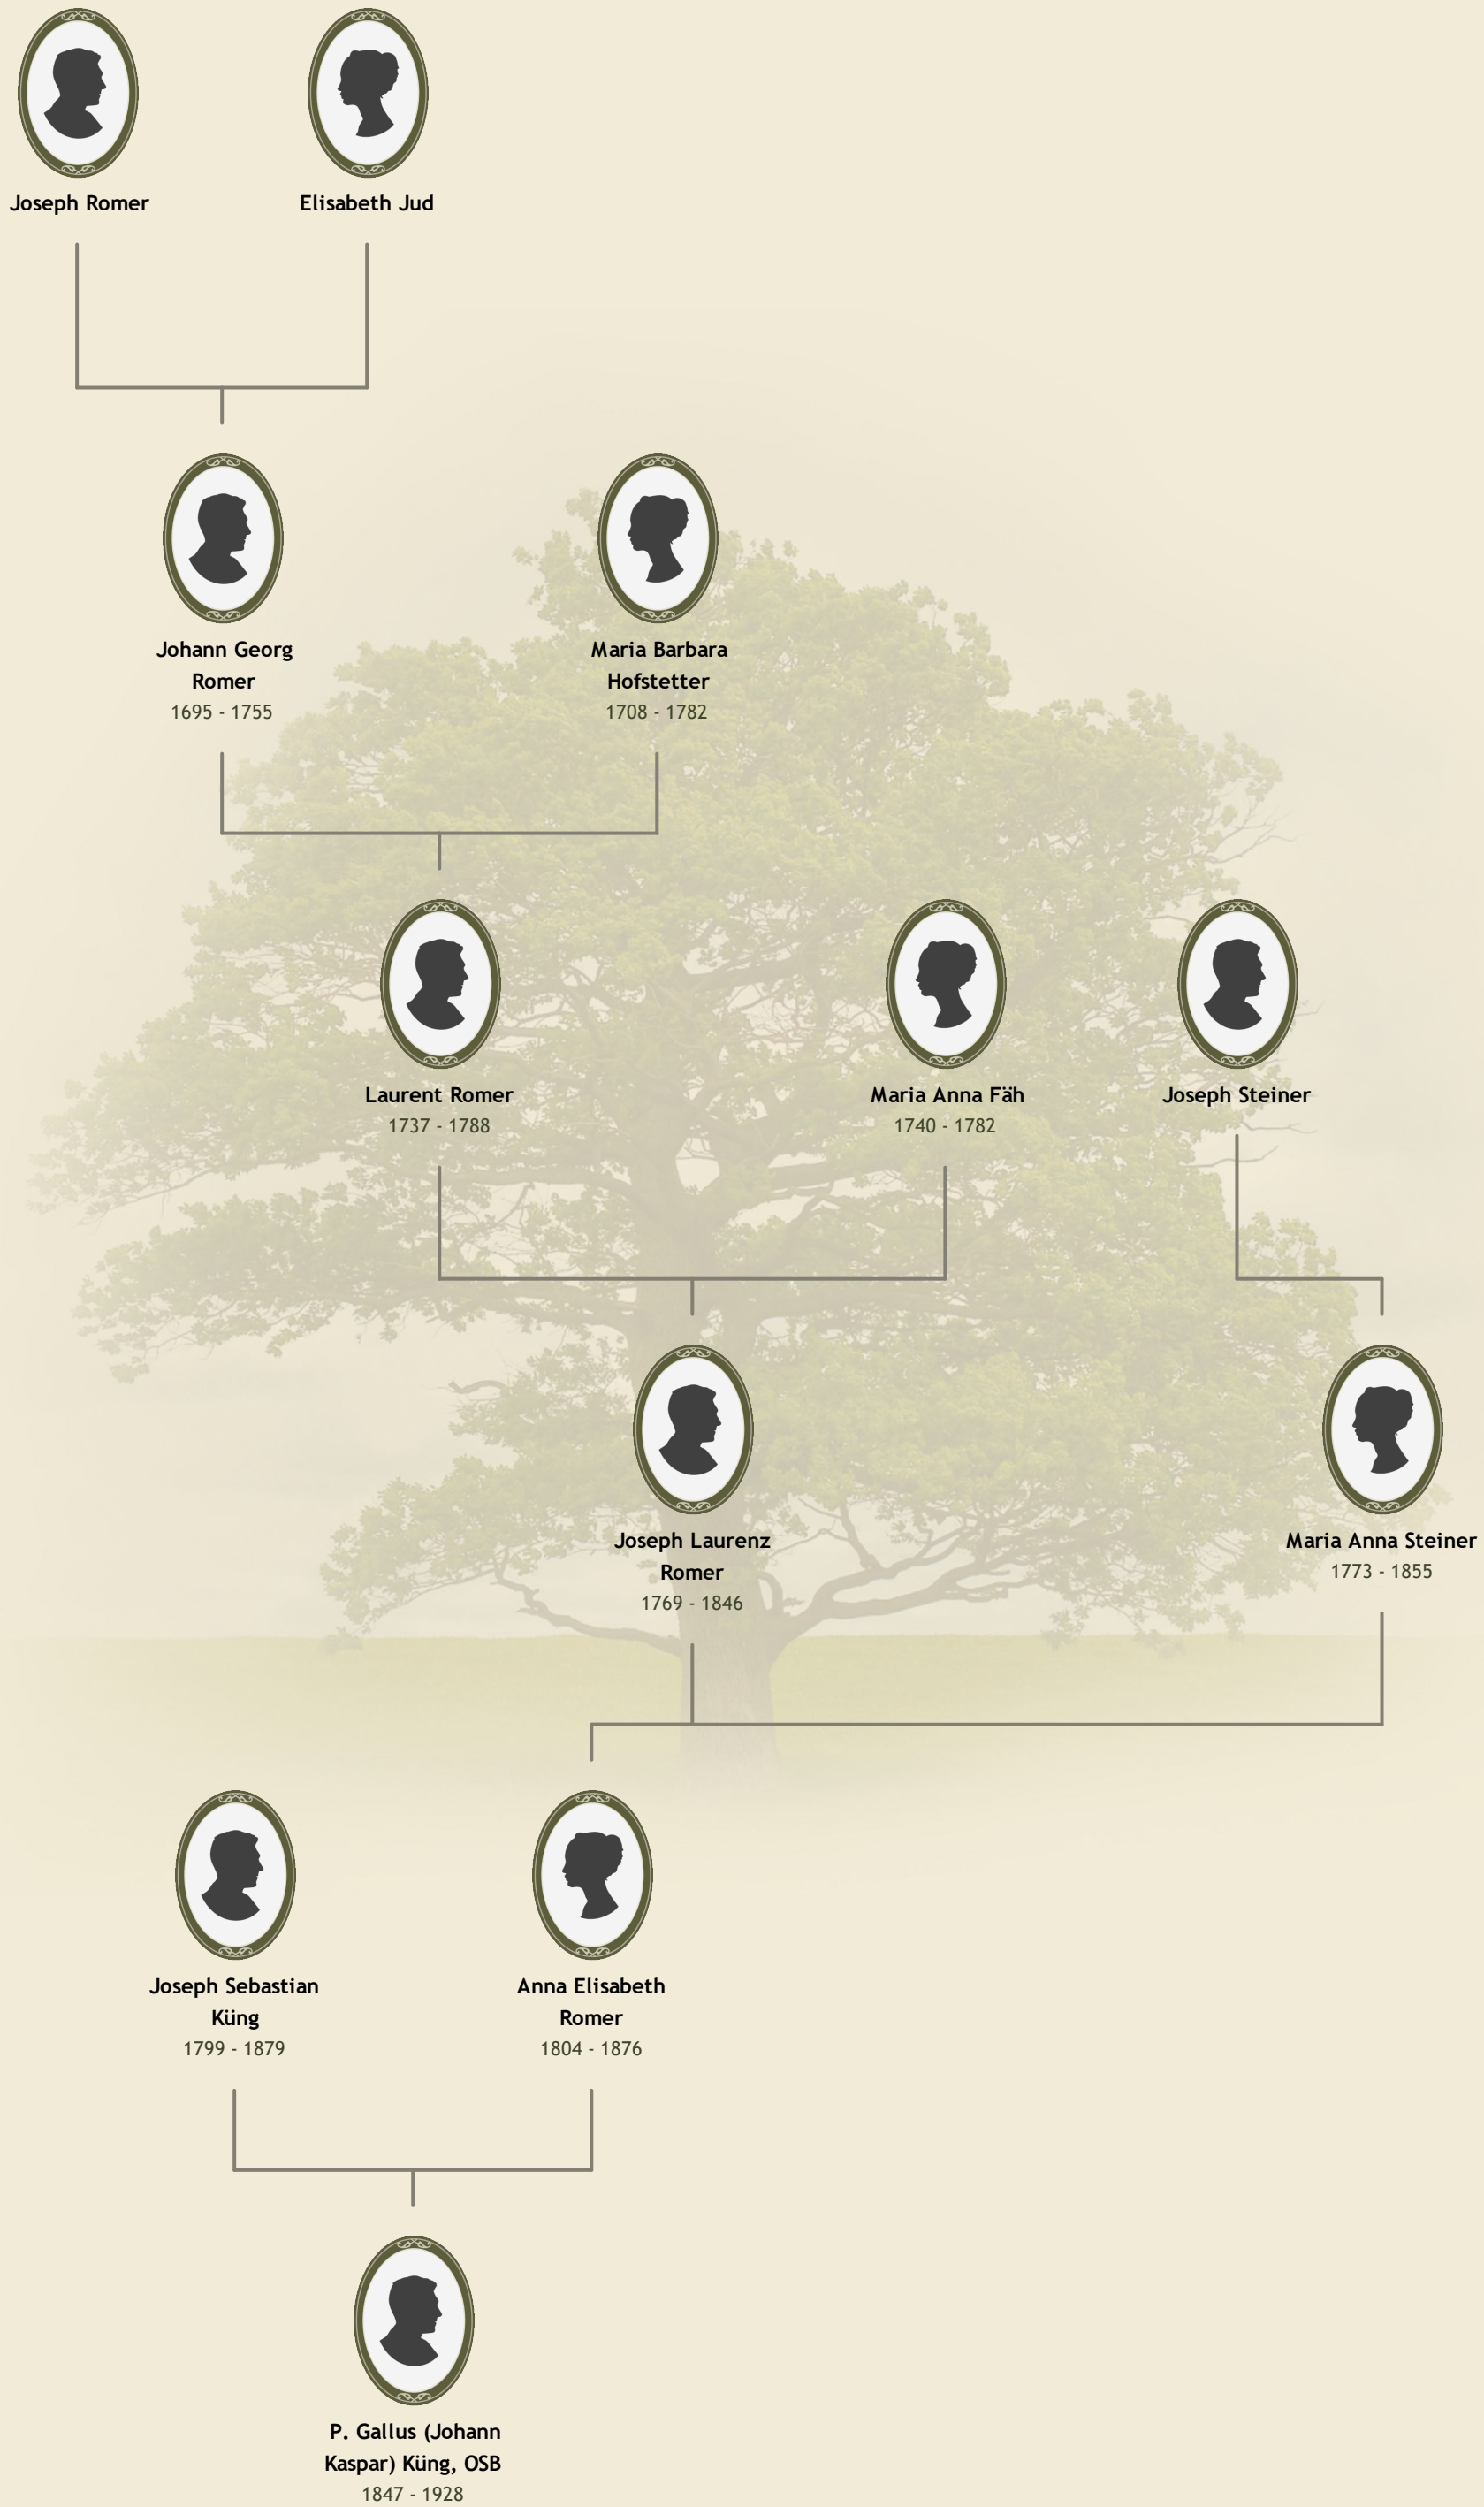 Joseph Romer
Elisabeth Jud
Johann Georg
Romer
1695 - 1755
Maria Barbara
Hofstetter
1708 - 1782
Laurent Romer
1737 - 1788
Maria Anna Fäh
1740 - 1782
Joseph Steiner
Joseph Laurenz
Romer
1769 - 1846
Maria Anna Steiner
1773 - 1855
Joseph Sebastian
Küng
1799 - 1879
Anna Elisabeth
Romer
1804 - 1876
P. Gallus (Johann
Kaspar) Küng, OSB
1847 - 1928